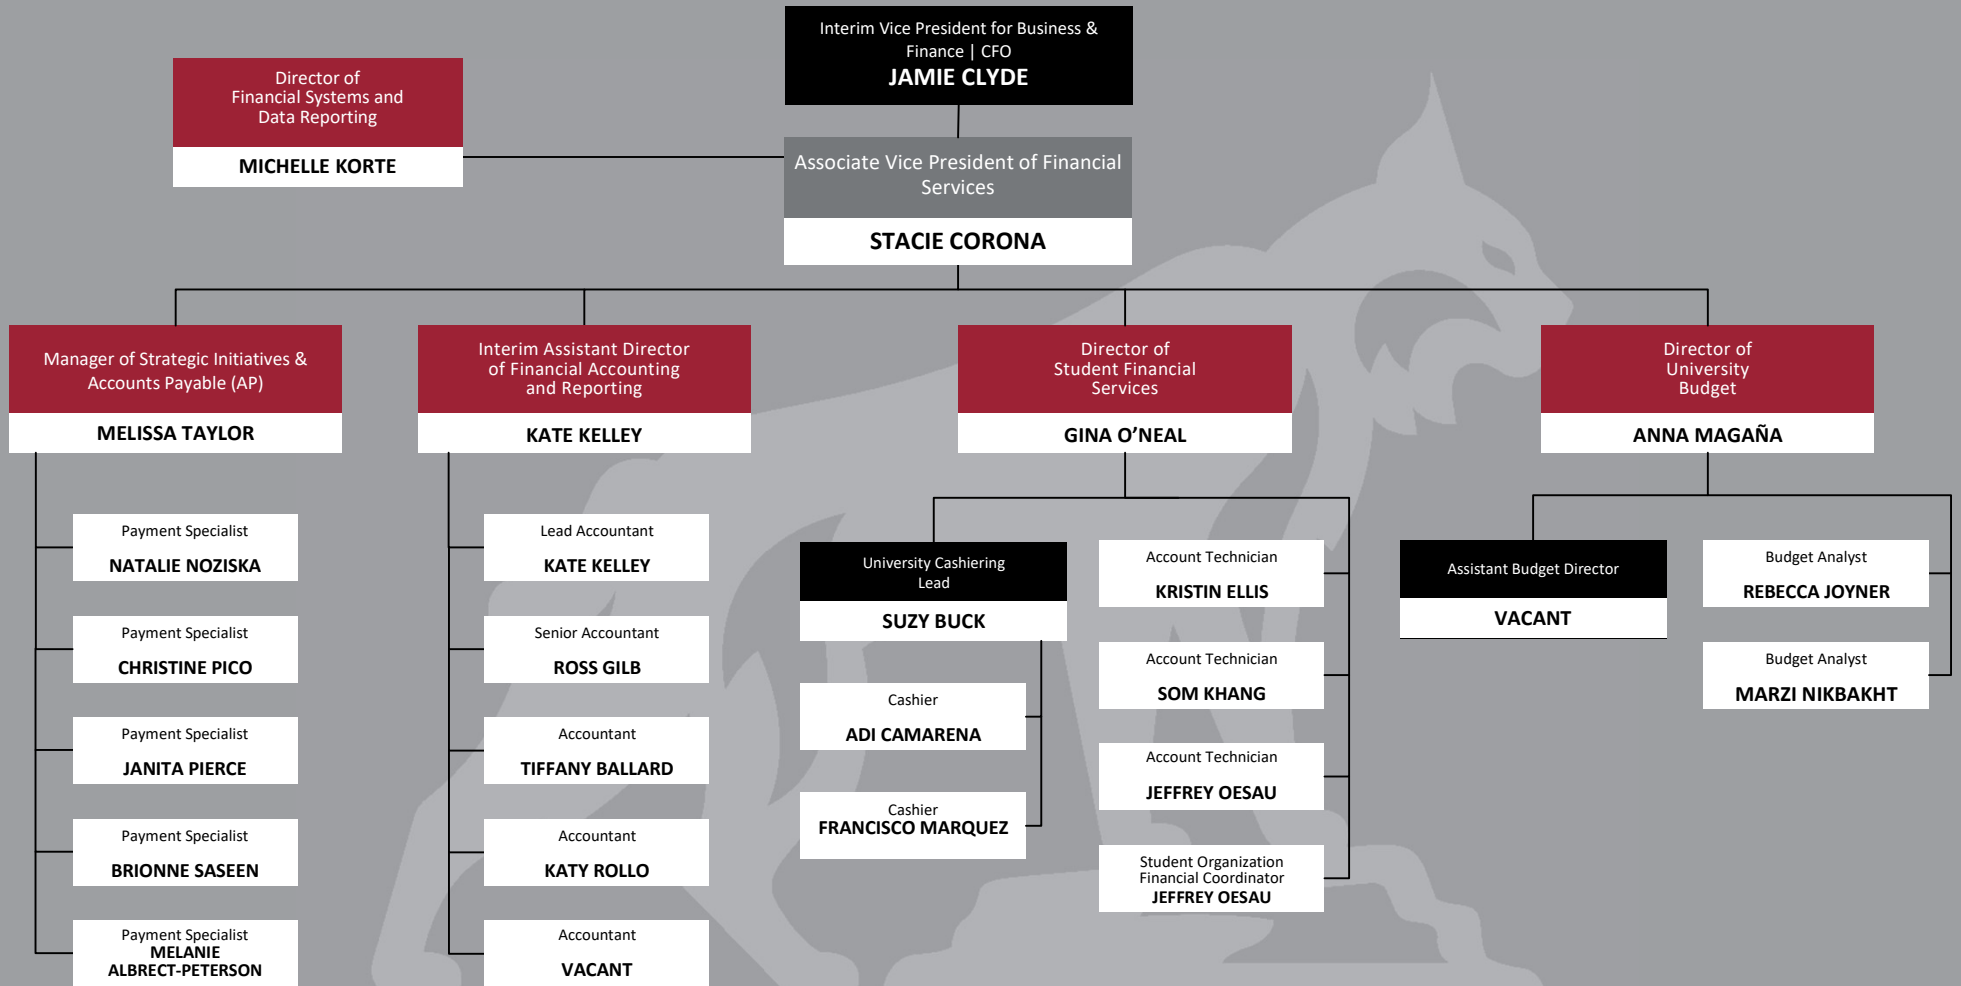 Interim Vice President for Business &
Finance | CFO
JAMIE CLYDE
Director of
Financial Systems and
Data Reporting
MICHELLE KORTE
Associate Vice President of Financial
Services
STACIE CORONA
Manager of Strategic Initiatives &
Accounts Payable (AP)
MELISSA TAYLOR
Payment Specialist
NATALIE NOZISKA
Payment Specialist
CHRISTINE PICO
Payment Specialist
JANITA PIERCE
Payment Specialist
BRIONNE SASEEN
Payment Specialist
MELANIE
ALBRECT-PETERSON
Interim Assistant Director
of Financial Accounting
and Reporting
KATE KELLEY
Lead Accountant
KATE KELLEY
Senior Accountant
ROSS GILB
Accountant
TIFFANY BALLARD
Accountant
KATY ROLLO
Accountant
VACANT
Director of
Student Financial
Services
GINA O’NEAL
University Cashiering
Lead
SUZY BUCK
Cashier
ADI CAMARENA
Cashier
FRANCISCO MARQUEZ
Account Technician
KRISTIN ELLIS
Account Technician
SOM KHANG
Account Technician
JEFFREY OESAU
Student Organization
Financial Coordinator
JEFFREY OESAU
Director of
University
Budget
ANNA MAGAÑA
Assistant Budget Director
VACANT
Budget Analyst
REBECCA JOYNER
Budget Analyst
MARZI NIKBAKHT